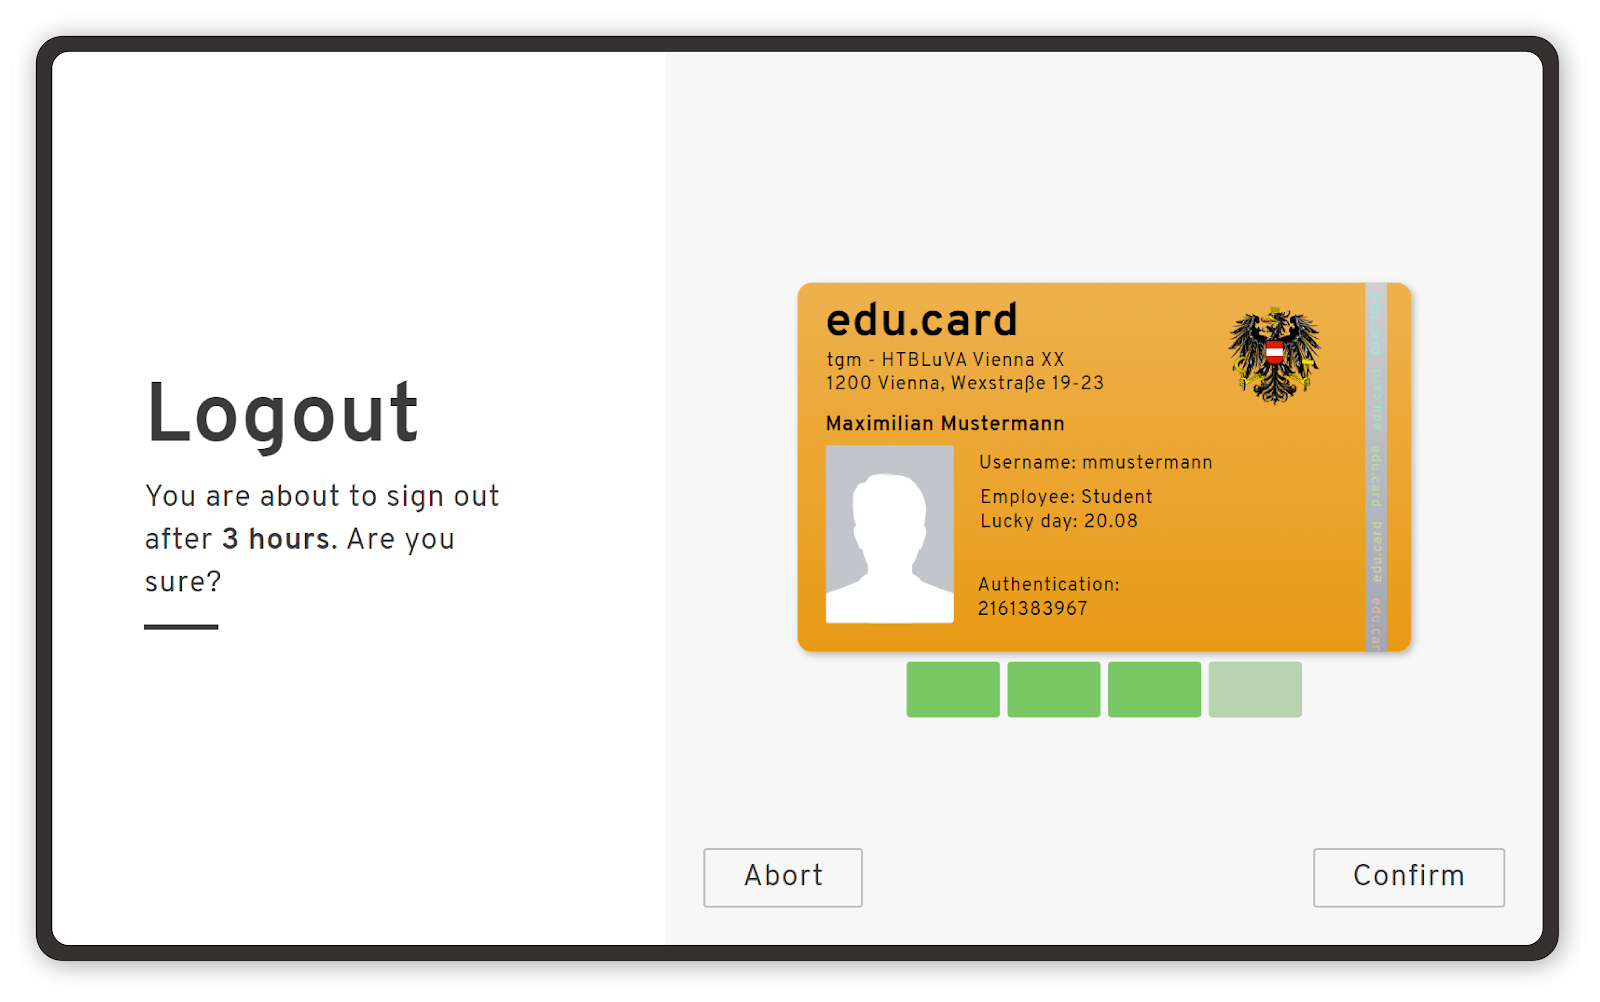 Logout
You are about to sign out
after 3 hours. Are you
sure?
edu.card
tgm - HTBLuVA Vienna XX
1200 Vienna, Wexstraße 19-23
Maximilian Mustermann
Username: mmustermann
Employee: Student
Lucky day: 20.08
Authentication:
2161383967
edu.card edu.card edu.card edu.card edu.car
Abort
Confirm